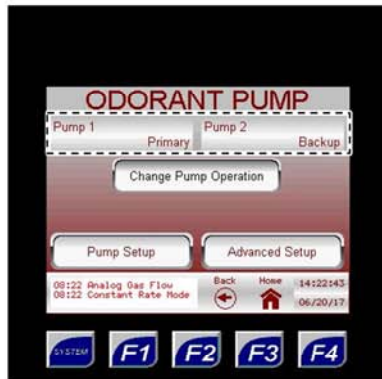 ODORANT PUMP
Pump 1 Pump 2
Primary Backup
Change Pump Operation
Pump Setup Advanced Setup
08:22 Analog Gas Flow Back Home 14:22:43
08:22 Constant Rate Mode 06/20/17
SYSTEM F1 F2 F3 F4